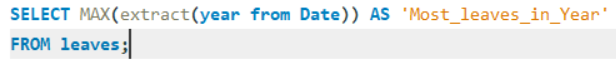 SELECT MAX(extract(year from Date)) AS 'Most_leaves_in_Year'
FROM leaves;